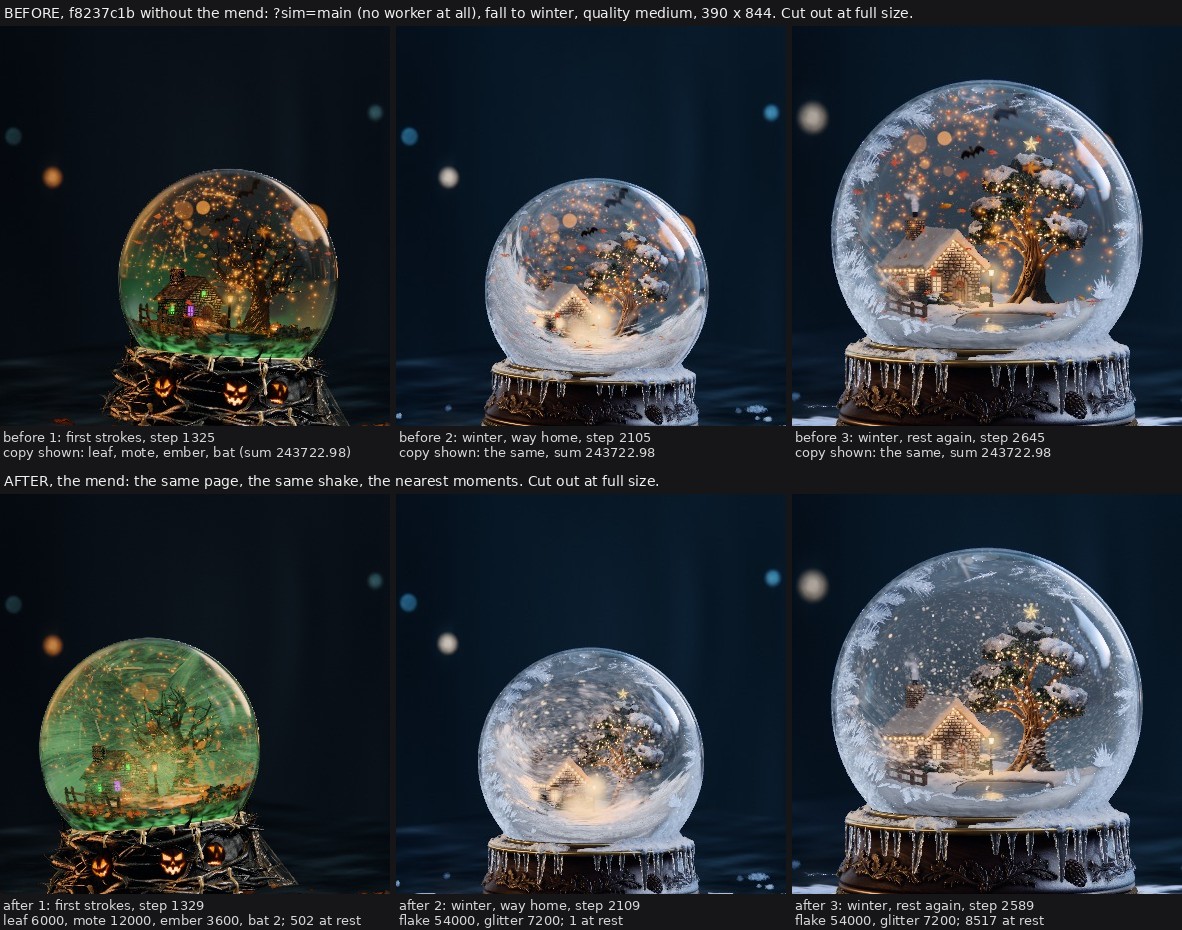 BEFORE, f8237c1b without the mend: ?sim=main (no worker at all), fall to winter, quality medium, 390 x 844. Cut out at full size.
before 1: first strokes, step 1325
copy shown: leaf, mote, ember, bat (sum 243722.98)
before 2: winter, way home, step 2105
copy shown: the same, sum 243722.98
before 3: winter, rest again, step 2645
copy shown: the same, sum 243722.98
AFTER, the mend: the same page, the same shake, the nearest moments. Cut out at full size.
after 1: first strokes, step 1329
leaf 6000, mote 12000, ember 3600, bat 2; 502 at rest
after 2: winter, way home, step 2109
flake 54000, glitter 7200; 1 at rest
after 3: winter, rest again, step 2589
flake 54000, glitter 7200; 8517 at rest